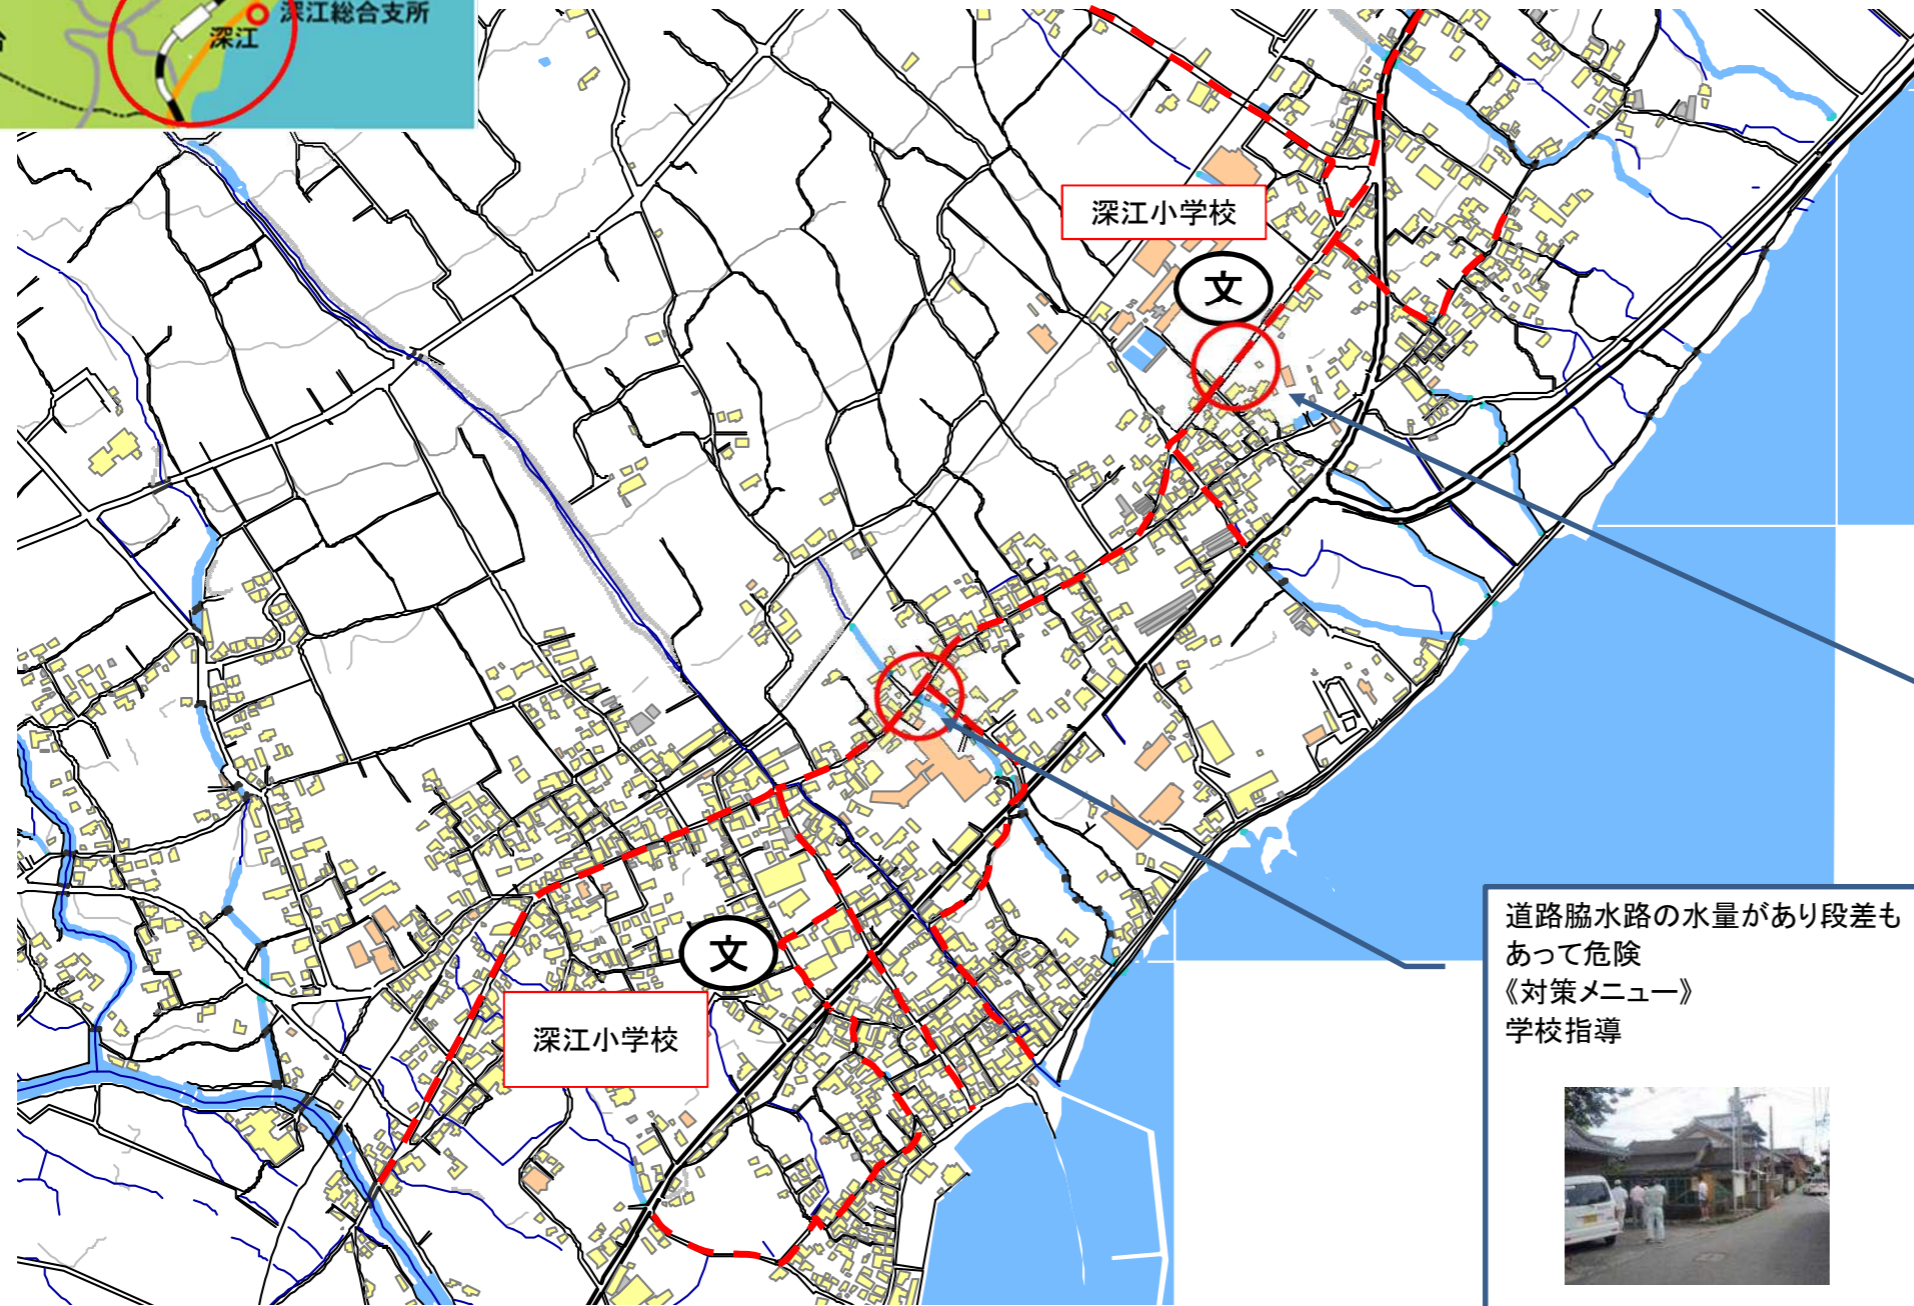 深江総合支所
深江
深江小学校
文
文
深江小学校
道路脇水路の水量があり段差も
あって危険
《対策メニュー》
学校指導